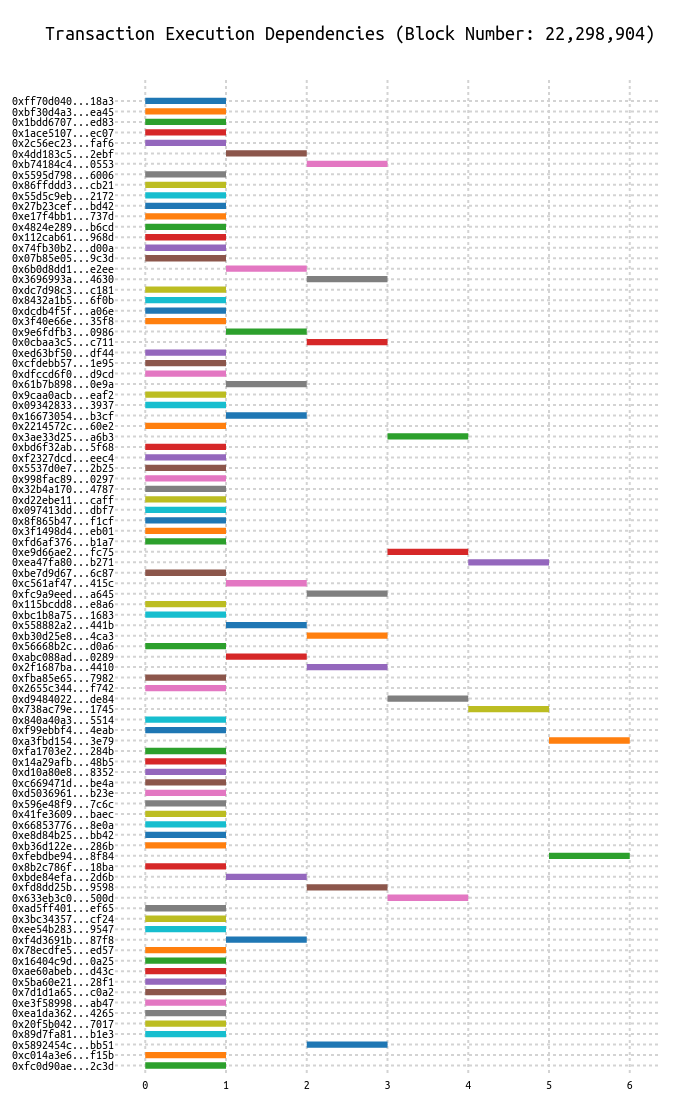 Transaction Execution Dependencies (Block Number: 22,298,904)
0xff70d040...18a3
0xbf30d4a3...ea45
0x1bdd6707...ed83
0x1ace5107...ec07
0x2c56ec23...faf6
0x4dd183c5...2ebf
0xb74184c4...0553
0x5595d798...6006
0x86ffddd3...cb21
0x55d5c9eb...2172
0x27b23cef...bd42
0xe17f4bb1...737d
0x4824e289...b6cd
0x112cab61...968d
0x74fb30b2...d00a
0x07b85e05...9c3d
0x6b0d8dd1...e2ee
0x3696993a...4630
0xdc7d98c3...c181
0x8432a1b5...6f0b
0xdcdb4f5f...a06e
0x3f40e66e...35f8
0x9e6fdfb3...0986
0x0cbaa3c5...c711
0xed63bf50...df44
0xcfdebb57...1e95
0xdfccd6f0...d9cd
0x61b7b898...0e9a
0x9caa0acb...eaf2
0x09342833...3937
0x16673054...b3cf
0x2214572c...60e2
0x3ae33d25...a6b3
0xbd6f32ab...5f68
0xf2327dcd...eec4
0x5537d0e7...2b25
0x998fac89...0297
0x32b4a170...4787
0xd22ebe11...caff
0x097413dd...dbf7
0x8f865b47...f1cf
0x3f1498d4...eb01
0xfd6af376...b1a7
0xe9d66ae2...fc75
0xea47fa80...b271
0xbe7d9d67...6c87
0xc561af47...415c
0xfc9a9eed...a645
0x115bcdd8...e8a6
0xbc1b8a75...1683
0x558882a2...441b
0xb30d25e8...4ca3
0x56668b2c...d0a6
0xabc088ad...0289
0x2f1687ba...4410
0xfba85e65...7982
0x2655c344...f742
0xd9484022...de84
0x738ac79e...1745
0x840a40a3...5514
0xf99ebbf4...4eab
0xa3fbd154...3e79
0xfa1703e2...284b
0x14a29afb...48b5
0xd10a80e8...8352
0xc669471d...be4a
0xd5036961...b23e
0x596e48f9...7c6c
0x41fe3609...baec
0x66853776...8e0a
0xe8d84b25...bb42
0xb36d122e...286b
0xfebdbe94...8f84
0x8b2c786f...18ba
0xbde84efa...2d6b
0xfd8dd25b...9598
0x633eb3c0...500d
0xad5ff401...ef65
0x3bc34357...cf24
0xee54b283...9547
0xf4d3691b...87f8
0x78ecdfe5...ed57
0x16404c9d...0a25
0xae60abeb...d43c
0x5ba60e21...28f1
0x7d1d1a65...c0a2
0xe3f58998...ab47
0xea1da362...4265
0x20f5b042...7017
0x89d7fa81...b1e3
0x5892454c...bb51
0xc014a3e6...f15b
0xfc0d90ae...2c3d
0 1 2 3 4 5 6